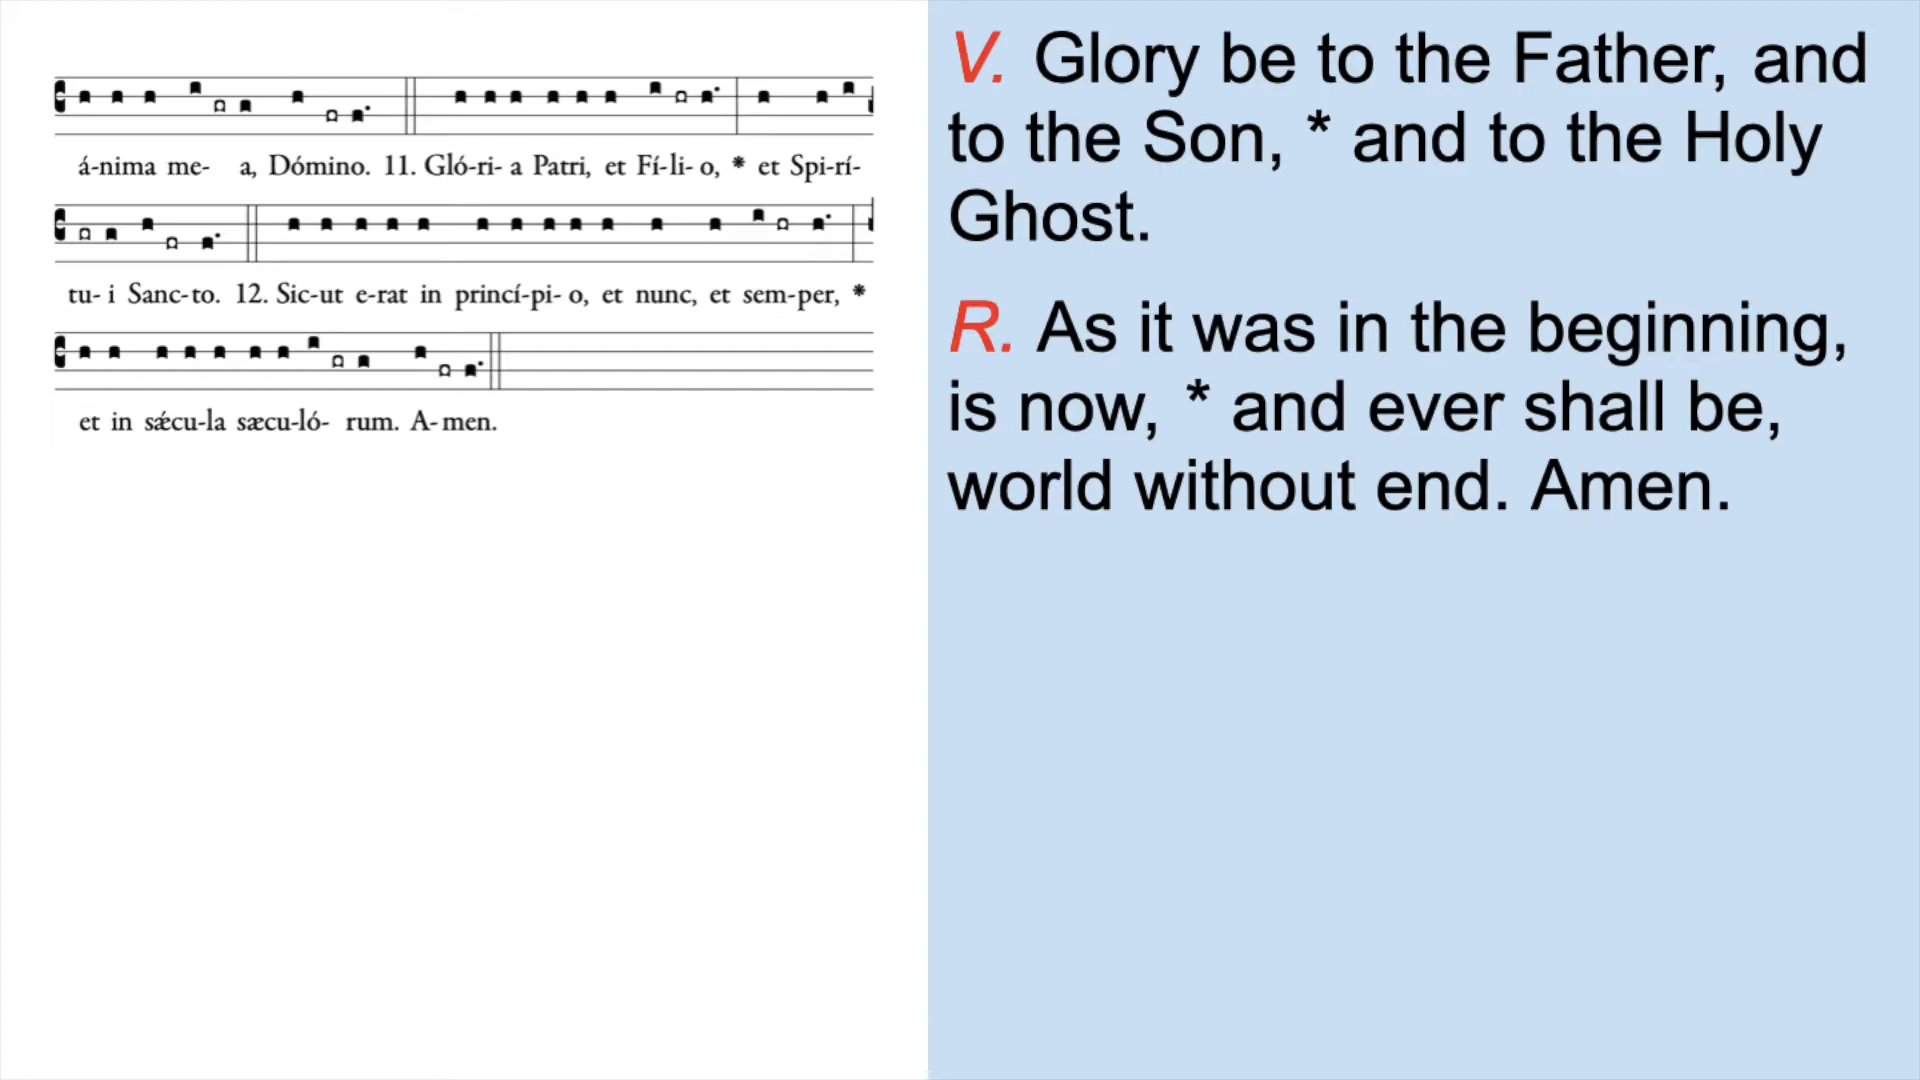 á-nima me- a, Dómino. 11. Gló-ri- a Patri, et Fí-li- o, * et Spi-rí-
tu- i Sanc-to. 12. Sic-ut e-rat in princí-pi- o, et nunc, et sem-per, *
et in sǽcu-la sæcu-ló- rum. A- men.
V. Glory be to the Father, and
to the Son, * and to the Holy
Ghost.
R. As it was in the beginning,
is now, * and ever shall be,
world without end. Amen.